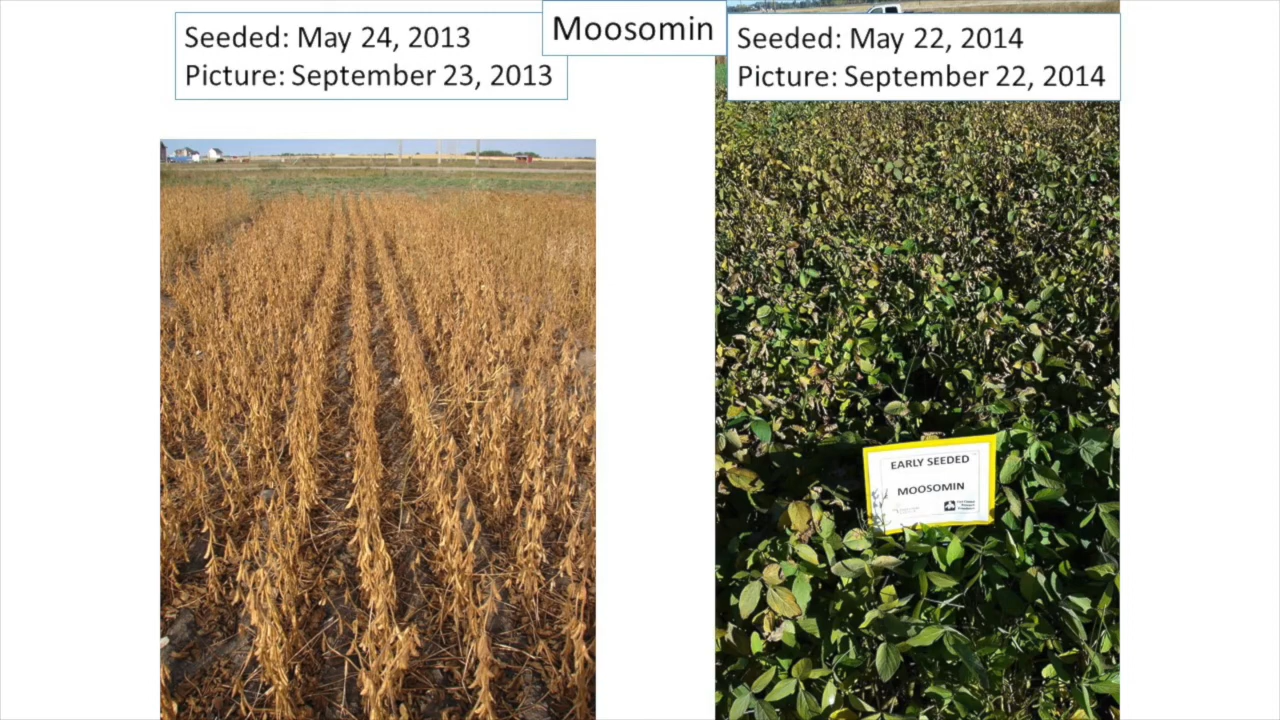 Moosomin
Seeded: May 24, 2013
Picture: September 23, 2013
Seeded: May 22, 2014
Picture: September 22, 2014
EARLY SEEDED
MOOSOMIN